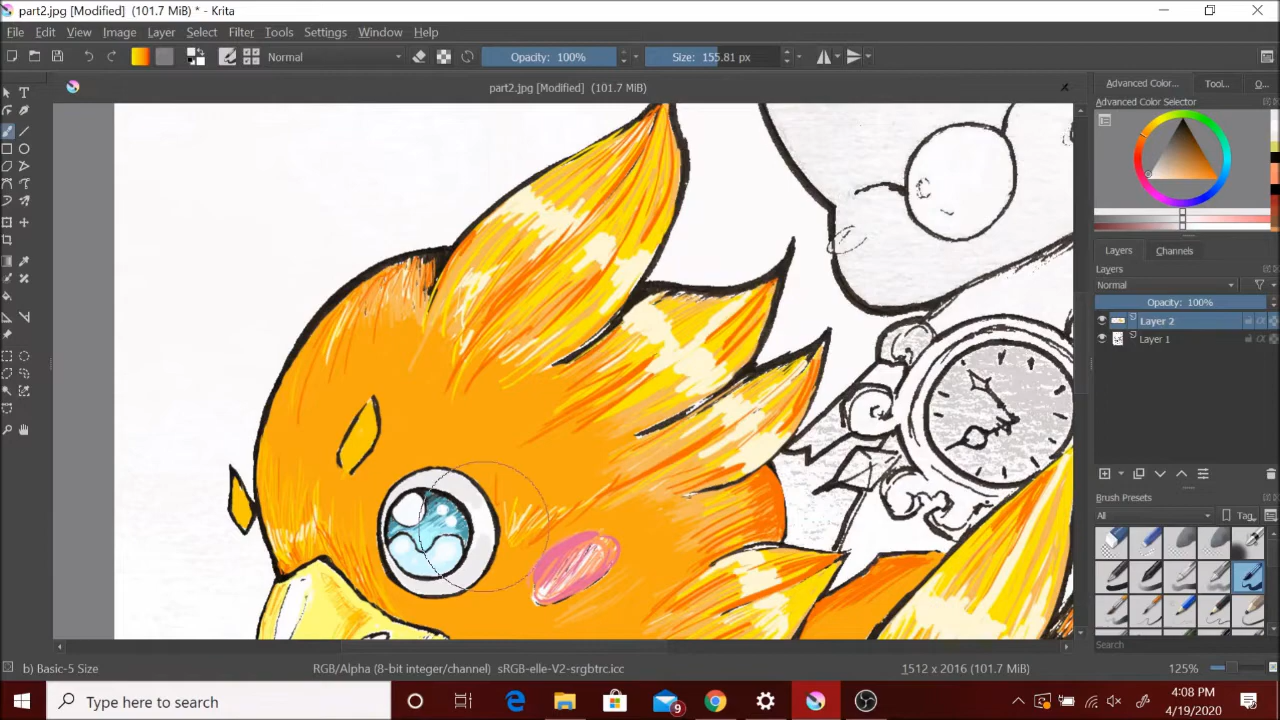 part2.jpg [Modified] (101.7 MiB) * - Krita
File Edit View Image Layer Select Filter Tools Settings Window Help
Normal
Opacity: 100%
Size: 155.81 px
part2.jpg [Modified] (101.7 MiB)
Advanced Color... Tool... O...
Advanced Color Selector
Layers Channels
Layers
Normal
Opacity: 100%
Layer 2
Layer 1
Brush Presets
All Tag
Search
b) Basic-5 Size RGB/Alpha (8-bit integer/channel) sRGB-elle-V2-srgbtrc.icc 1512 x 2016 (101.7 MiB) 125%
Type here to search
9
4:08 PM
4/19/2020